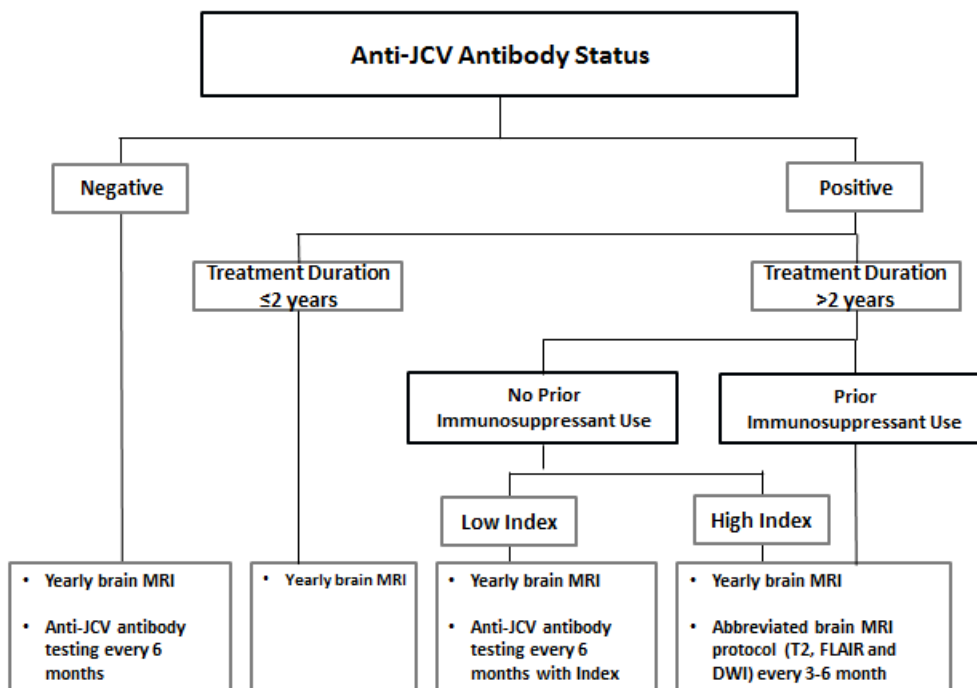 Anti-JCV Antibody Status
Negative
Positive
Treatment Duration
≤2 years
Treatment Duration
>2 years
No Prior
Immunosuppressant Use
Prior
Immunosuppressant Use
Low Index
High Index
• Yearly brain MRI
• Anti-JCV antibody
testing every 6
months
• Yearly brain MRI
• Yearly brain MRI
• Anti-JCV antibody
testing every 6
months with Index
• Yearly brain MRI
• Abbreviated brain MRI
protocol (T2, FLAIR and
DWI) every 3-6 month